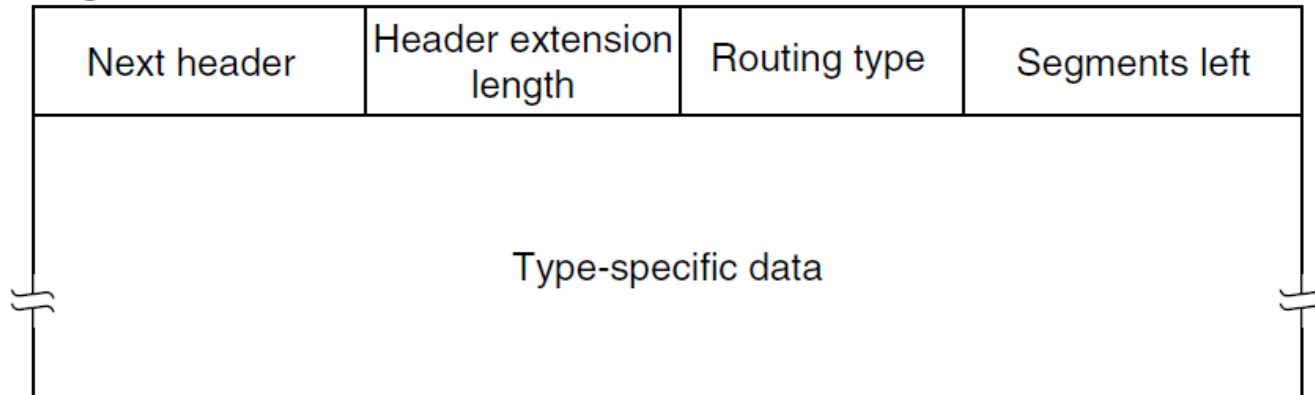 Next header
Header extension
length
Routing type
Segments left
Type-specific data